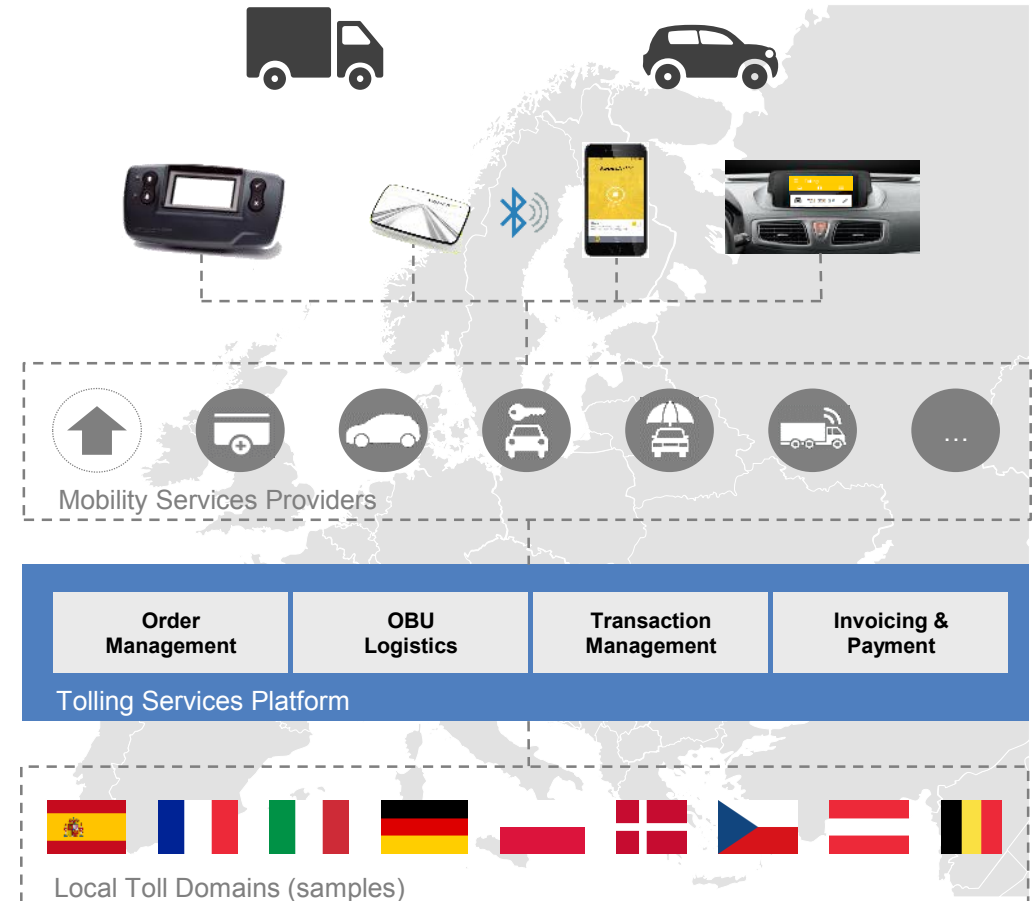 ...
Mobility Services Providers
Order
Management
OBU
Logistics
Transaction
Management
Invoicing &
Payment
Tolling Services Platform
Local Toll Domains (samples)